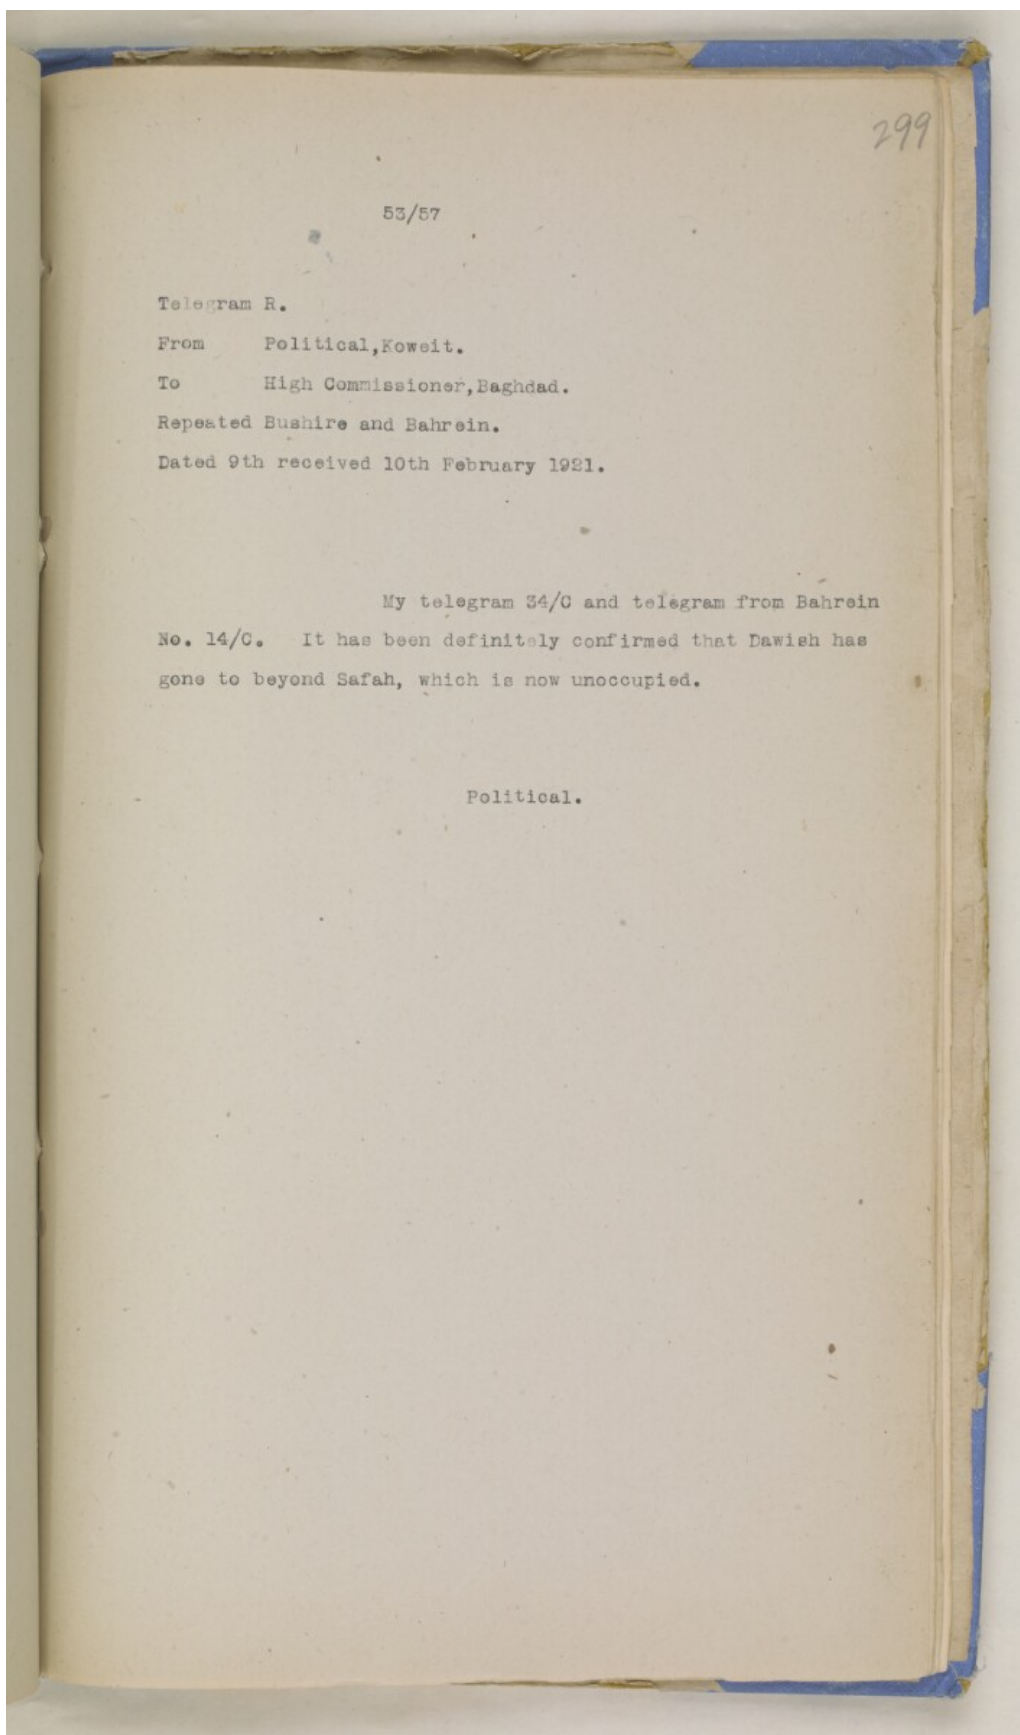 299
53/57
Telegram R.
From Political,Koweit.
To High Commissioner,Baghdad.
Repeated Bushire and Bahrein.
Dated 9th received 10th February 1921.
My telegram 34/C and telegram from Bahrein
No. 14/C. It has been definitely confirmed that Dawish has
gone to beyond Safah, which is now unoccupied.
Political.